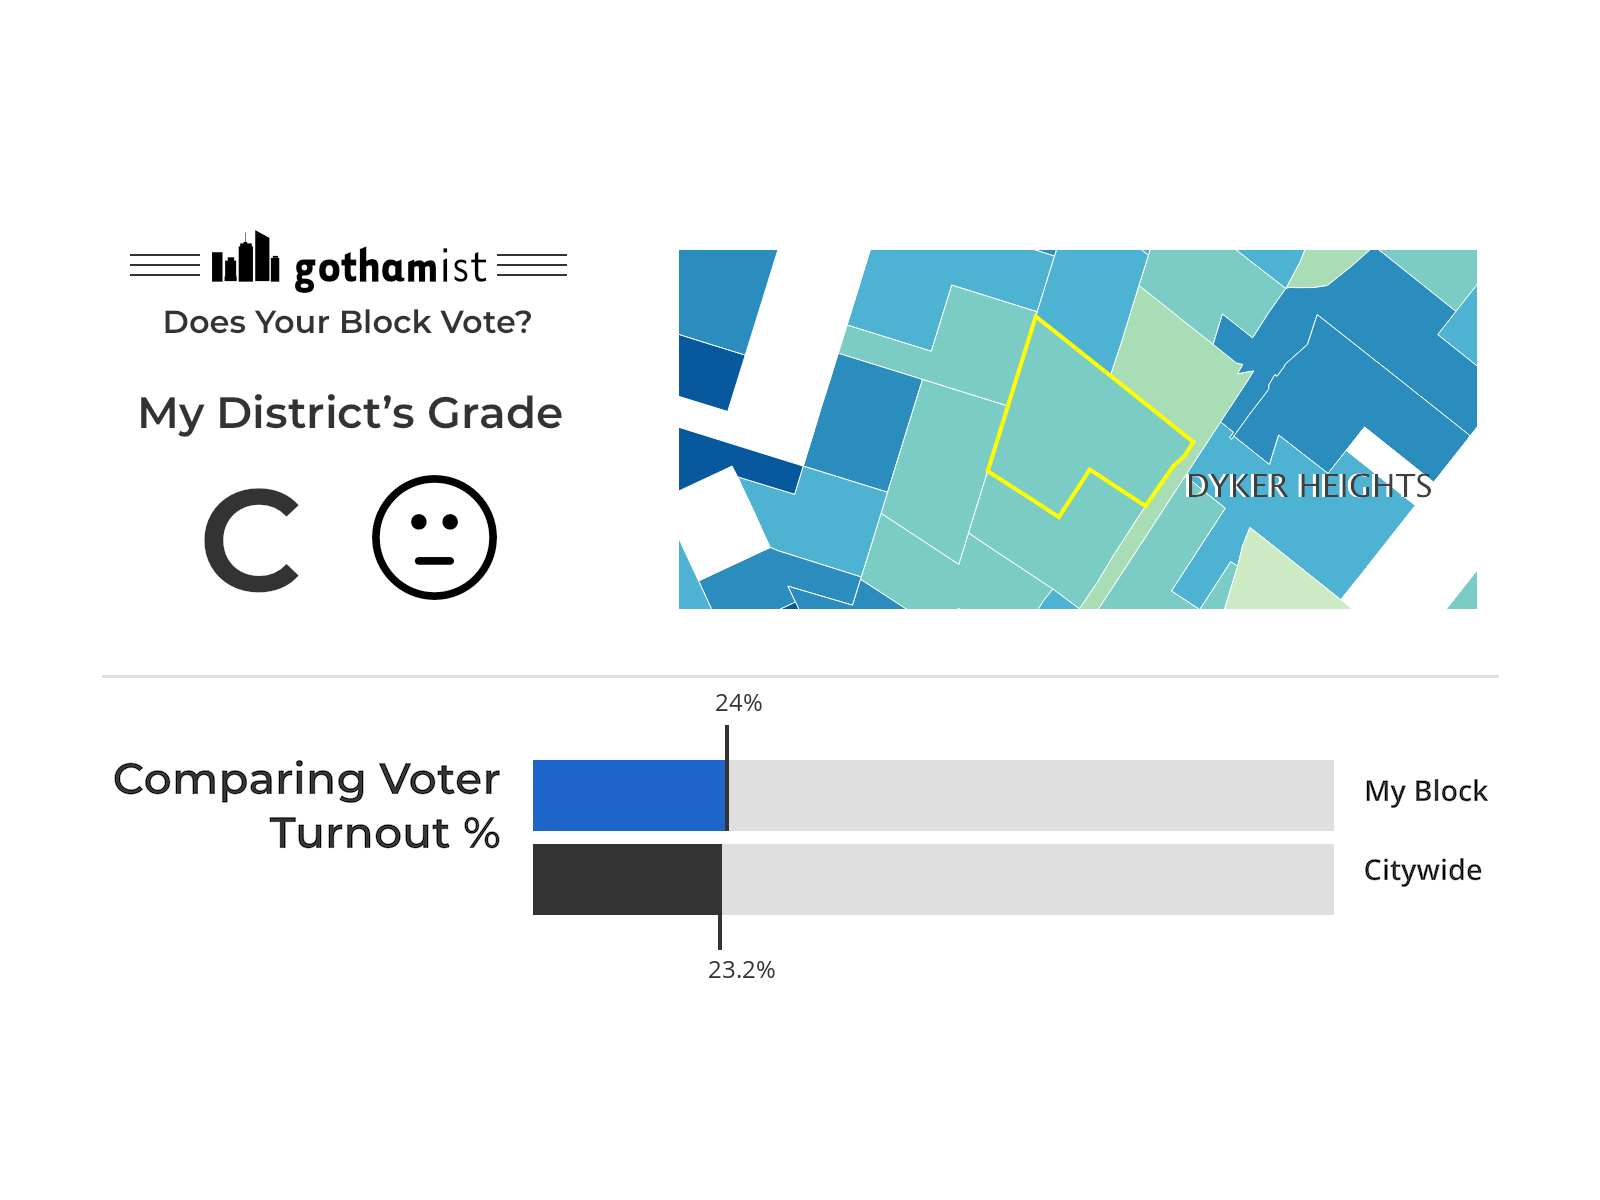 gothamist
Does Your Block Vote?
My District’s Grade
C
DYKER HEIGHTS
24%
Comparing Voter
Turnout %
My Block
Citywide
23.2%